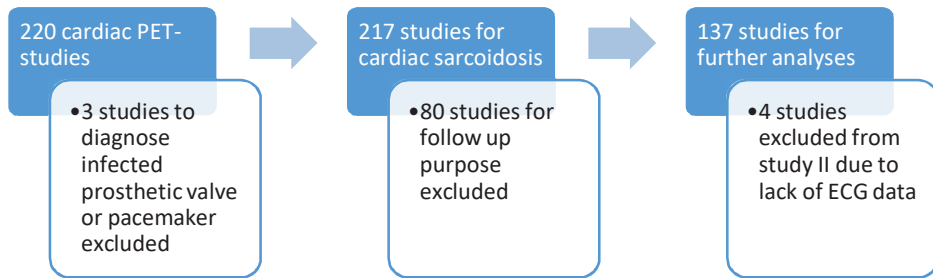 220 cardiac PET-
studies
•3 studies to
diagnose
infected
prosthetic valve
or pacemaker
excluded
217 studies for
cardiac sarcoidosis
•80 studies for
follow up
purpose
excluded
137 studies for
further analyses
•4 studies
excluded from
study II due to
lack of ECG data